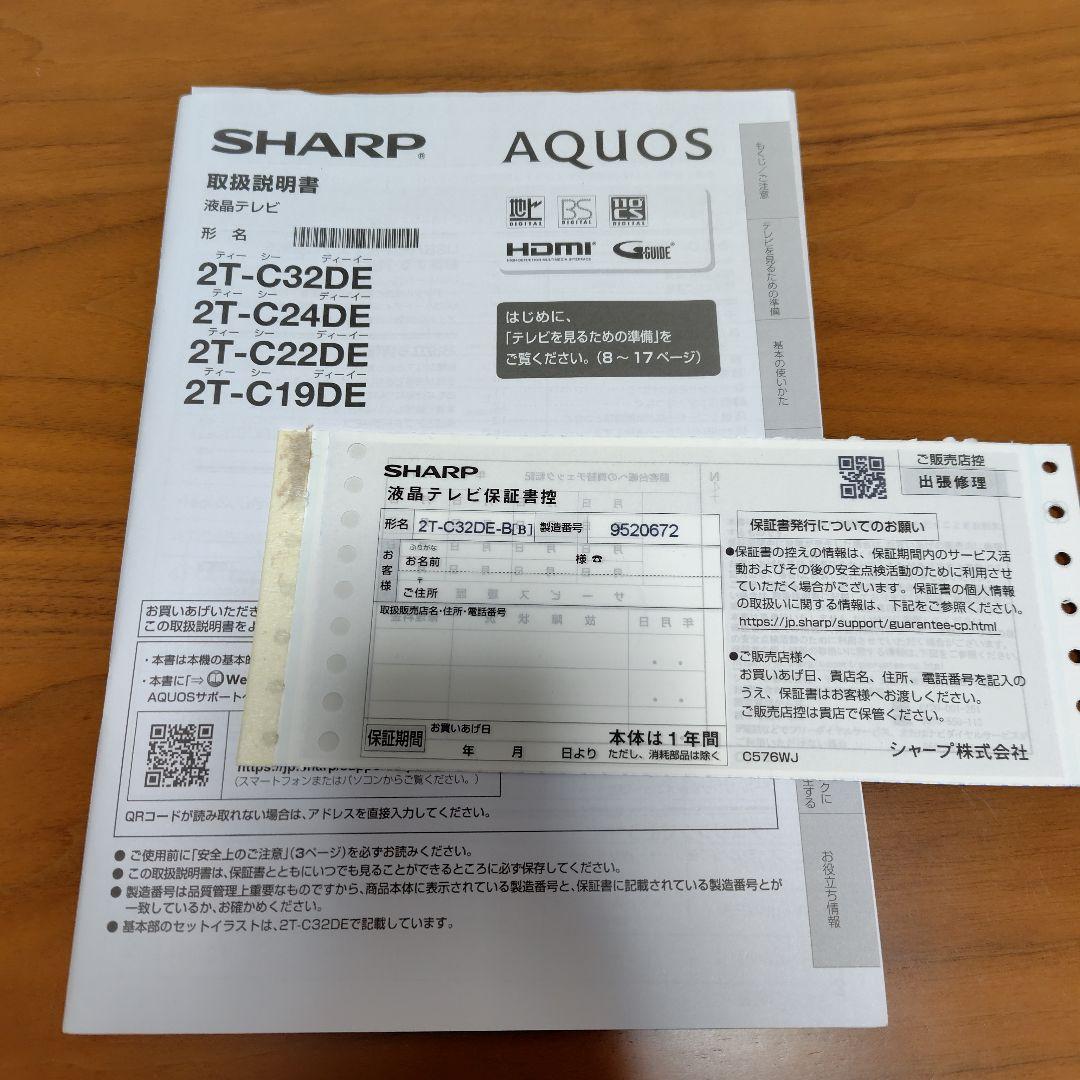 SHARP®
AQUOS
取扱説明書
液晶テレビ
形 名
ティー シー ディーイー
2T-C32DE
ティー シー ディーイー
2T-C24DE
ティー シー ディーイー
2T-C22DE
ティー シー ディーイー
2T-C19DE
地上 DIGITAL
BS DIGITAL
110°CS DIGITAL
HDMI®
HIGH-DEFINITION MULTIMEDIA INTERFACE
G-GUIDE®
はじめに、
「テレビを見るための準備」を
ご覧ください。(8 ~ 17 ページ)
もくじ/ご注意
テレビを見るための準備
基本の使いかた
お役立ち情報
SHARP
液晶テレビ保証書控
形名 2T-C32DE-B[B] 製造番号 9520672
お客様
ふりがな
お名前 様 ☎
〒
ご住所
取扱販売店名・住所・電話番号
保証期間
お買いあげ日
年 月 日より
本体は1年間
ただし、消耗部品は除く
ご販売店控
出張修理
保証書発行についてのお願い
●保証書の控えの情報は、保証期間内のサービス活
動およびその後の安全点検活動のために利用させ
ていただく場合がございます。保証書の個人情報
の取扱いに関する情報は、下記をご参照ください。
https://jp.sharp/support/guarantee-cp.html
●ご販売店様へ
お買いあげ日、貴店名、住所、電話番号を記入の
うえ、保証書はお客様へお渡しください。
ご販売店控は貴店で保管ください。
C576WJ
シャープ株式会社
お買いあげいただき
この取扱説明書をよ
・本書は本機の基本的
・本書に「⇒ We
AQUOSサポートペ
(スマートフォンまたはパソコンからご覧ください。)
QRコードが読み取れない場合は、アドレスを直接入力してください。
● ご使用前に「安全上のご注意」(3ページ)を必ずお読みください。
● この取扱説明書は、保証書とともにいつでも見ることができるところに必ず保存してください。
● 製造番号は品質管理上重要なものですから、商品本体に表示されている製造番号と、保証書に記載されている製造番号とが
一致しているか、お確かめください。
● 基本部のセットイラストは、2T-C32DEで記載しています。